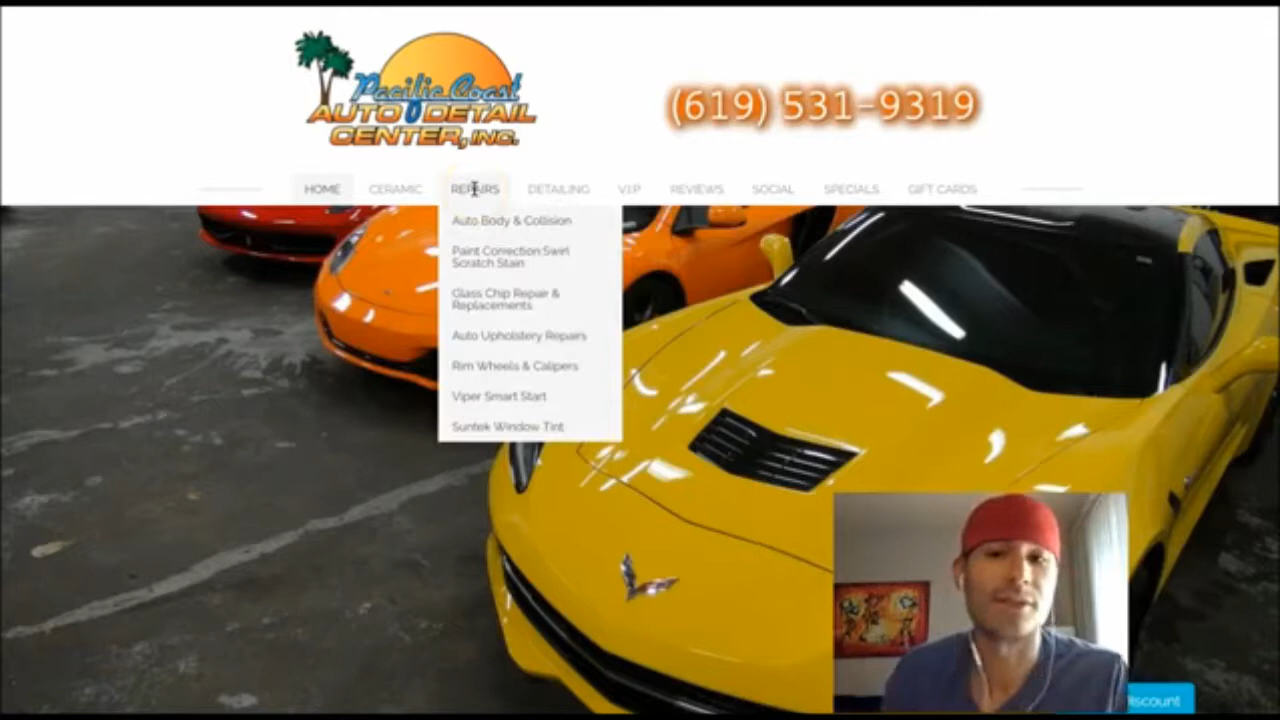 Pacific Coast
AUTO DETAIL
CENTER, INC.
(619) 531-9319
HOME CERAMIC REPAIRS DETAILING V.I.P REVIEWS SOCIAL SPECIALS GIFT CARDS
Auto Body & Collision
Paint Correction:Swirl
Scratch Stain
Glass Chip Repair &
Replacements
Auto Upholstery Repairs
Rim Wheels & Calipers
Viper Smart Start
Suntek Window Tint